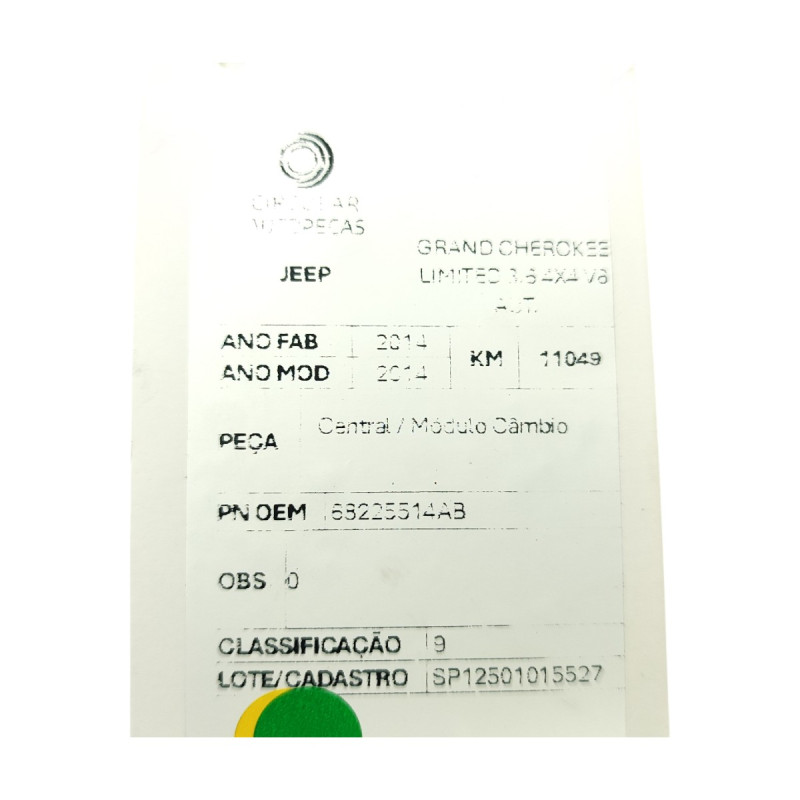 CIRCULAR
AUTOPEÇAS
JEEP
GRAND CHEROKEE
LIMITED 3.6 4X4 V6
AUT.
ANO FAB 2014
ANO MOD 2014
KM 11049
PEÇA Central / Módulo Câmbio
PN OEM 68225514AB
OBS 0
CLASSIFICAÇÃO 9
LOTE/CADASTRO SP12501015527